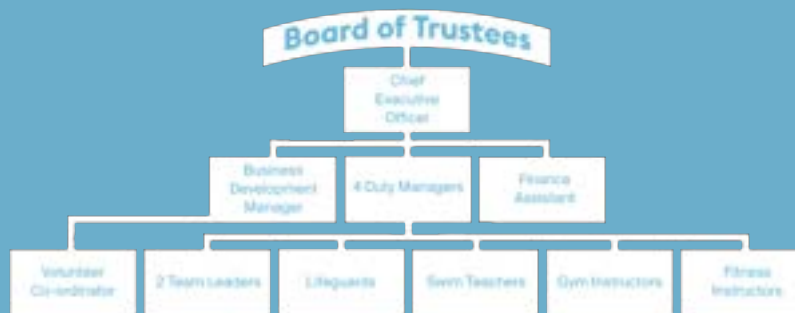 Board of Trustees
Chief
Executive
Officer
Business
Development
Manager
4 Duty Managers
Finance
Assistant
Volunteer
Co-ordinator
2 Team Leaders
Lifeguards
Swim Teachers
Gym Instructors
Fitness
Instructors